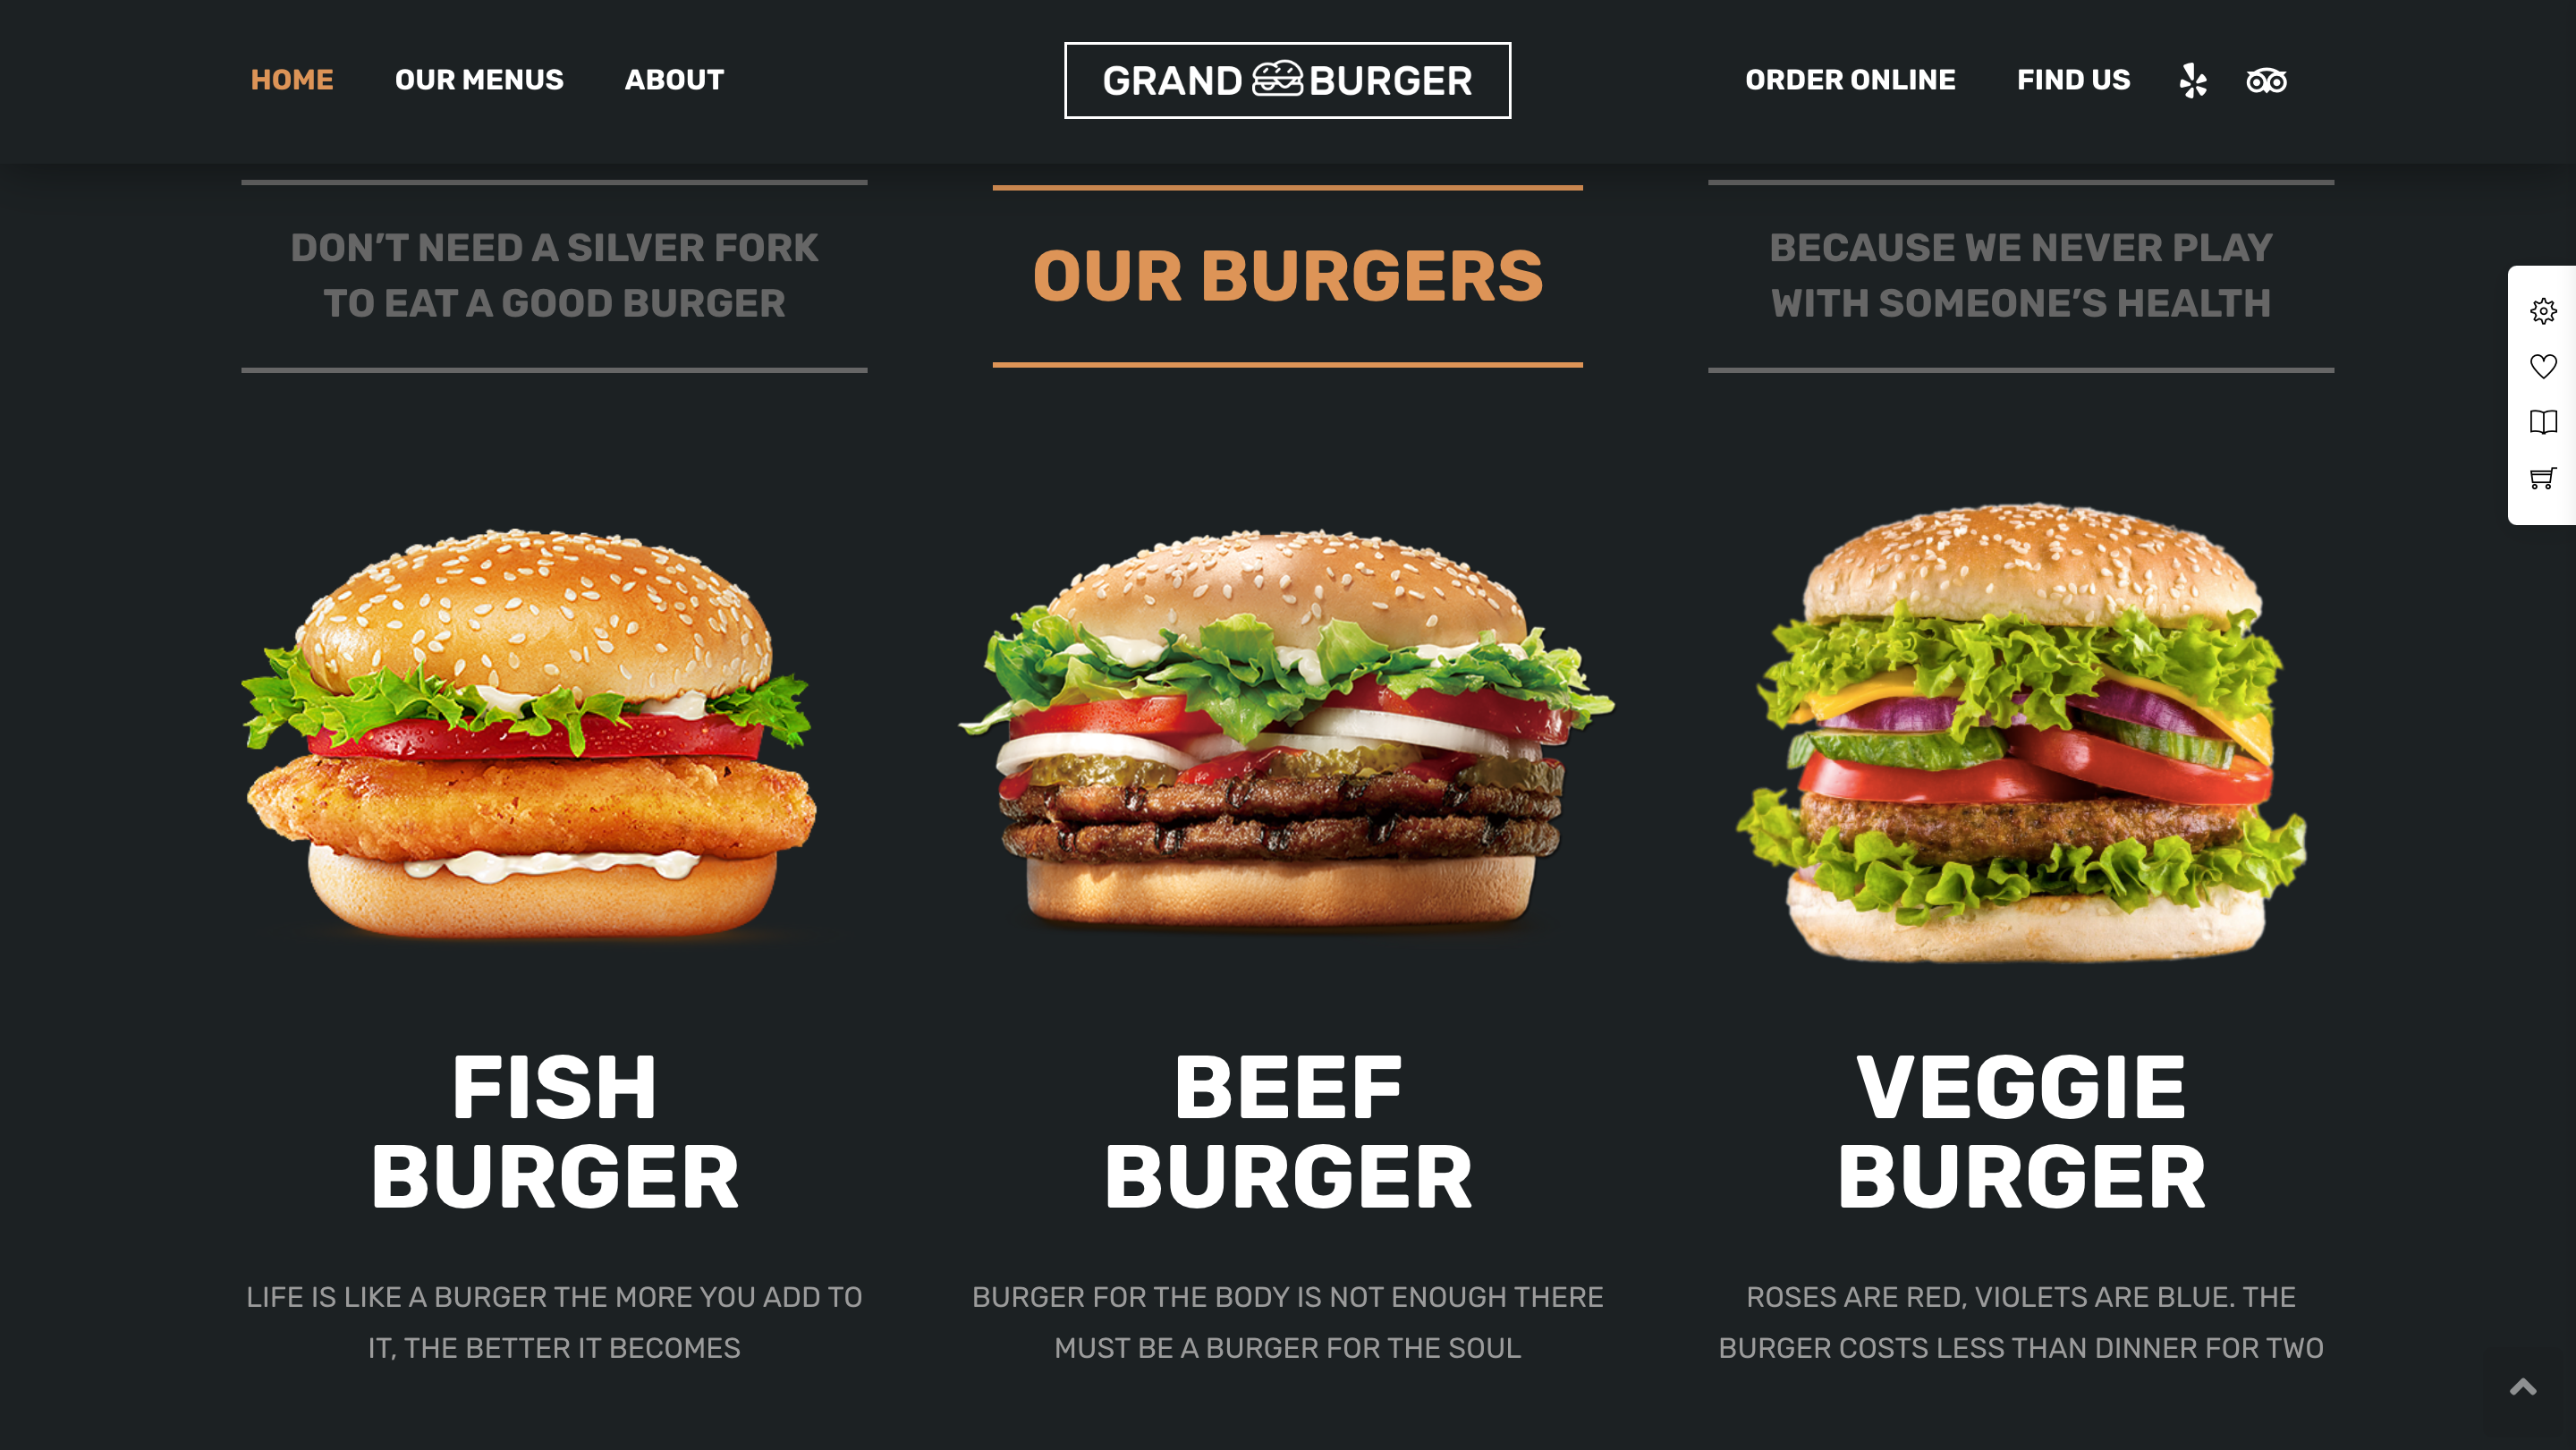 HOME OUR MENUS ABOUT GRAND BURGER ORDER ONLINE FIND US
DON’T NEED A SILVER FORK
TO EAT A GOOD BURGER
OUR BURGERS
BECAUSE WE NEVER PLAY
WITH SOMEONE’S HEALTH
FISH
BURGER
LIFE IS LIKE A BURGER THE MORE YOU ADD TO
IT, THE BETTER IT BECOMES
BEEF
BURGER
BURGER FOR THE BODY IS NOT ENOUGH THERE
MUST BE A BURGER FOR THE SOUL
VEGGIE
BURGER
ROSES ARE RED, VIOLETS ARE BLUE. THE
BURGER COSTS LESS THAN DINNER FOR TWO